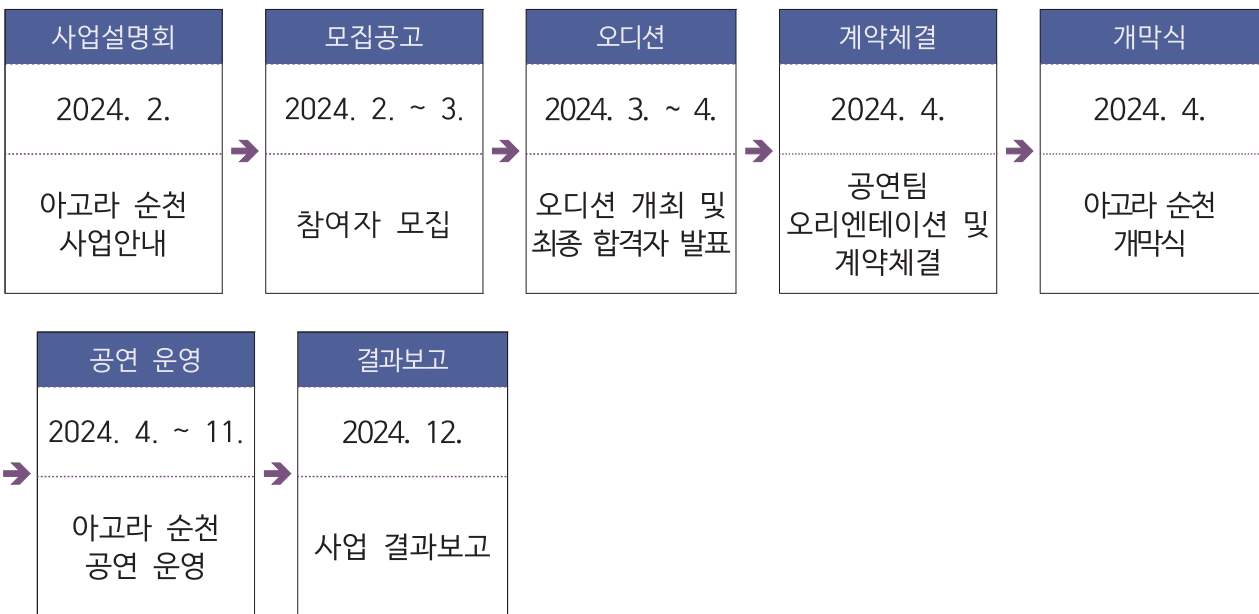 사업설명회
2024. 2.
아고라 순천
사업안내
모집공고
2024. 2. ~ 3.
참여자 모집
오디션
2024. 3. ~ 4.
오디션 개최 및
최종 합격자 발표
계약체결
2024. 4.
공연팀
오리엔테이션 및
계약체결
개막식
2024. 4.
아고라 순천
개막식
공연 운영
2024. 4. ~ 11.
아고라 순천
공연 운영
결과보고
2024. 12.
사업 결과보고